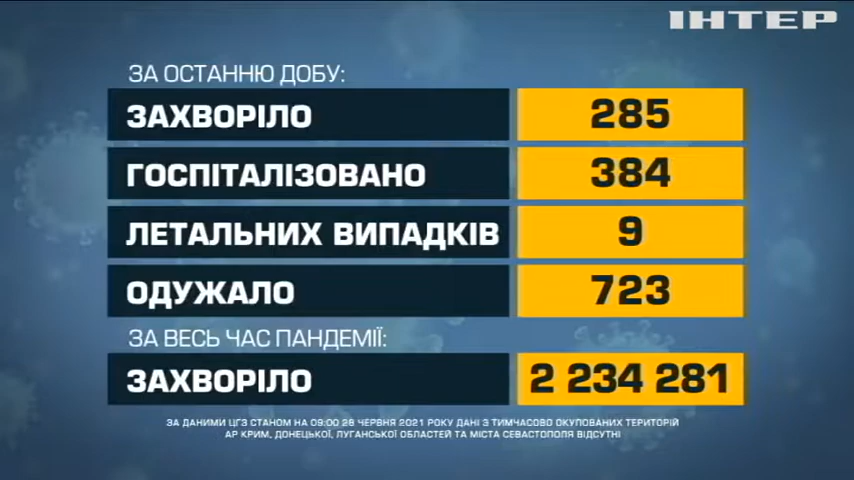 ІНТЕР
ЗА ОСТАННЮ ДОБУ:
ЗАХВОРІЛО 285
ГОСПІТАЛІЗОВАНО 384
ЛЕТАЛЬНИХ ВИПАДКІВ 9
ОДУЖАЛО 723
ЗА ВЕСЬ ЧАС ПАНДЕМІЇ:
ЗАХВОРІЛО 2 234 281
ЗА ДАНИМИ ЦГЗ СТАНОМ НА 09:00 28 ЧЕРВНЯ 2021 РОКУ ДАНІ З ТИМЧАСОВО ОКУПОВАНИХ ТЕРИТОРІЙ
АР КРИМ, ДОНЕЦЬКОЇ, ЛУГАНСЬКОЇ ОБЛАСТЕЙ ТА МІСТА СЕВАСТОПОЛЯ ВІДСУТНІ